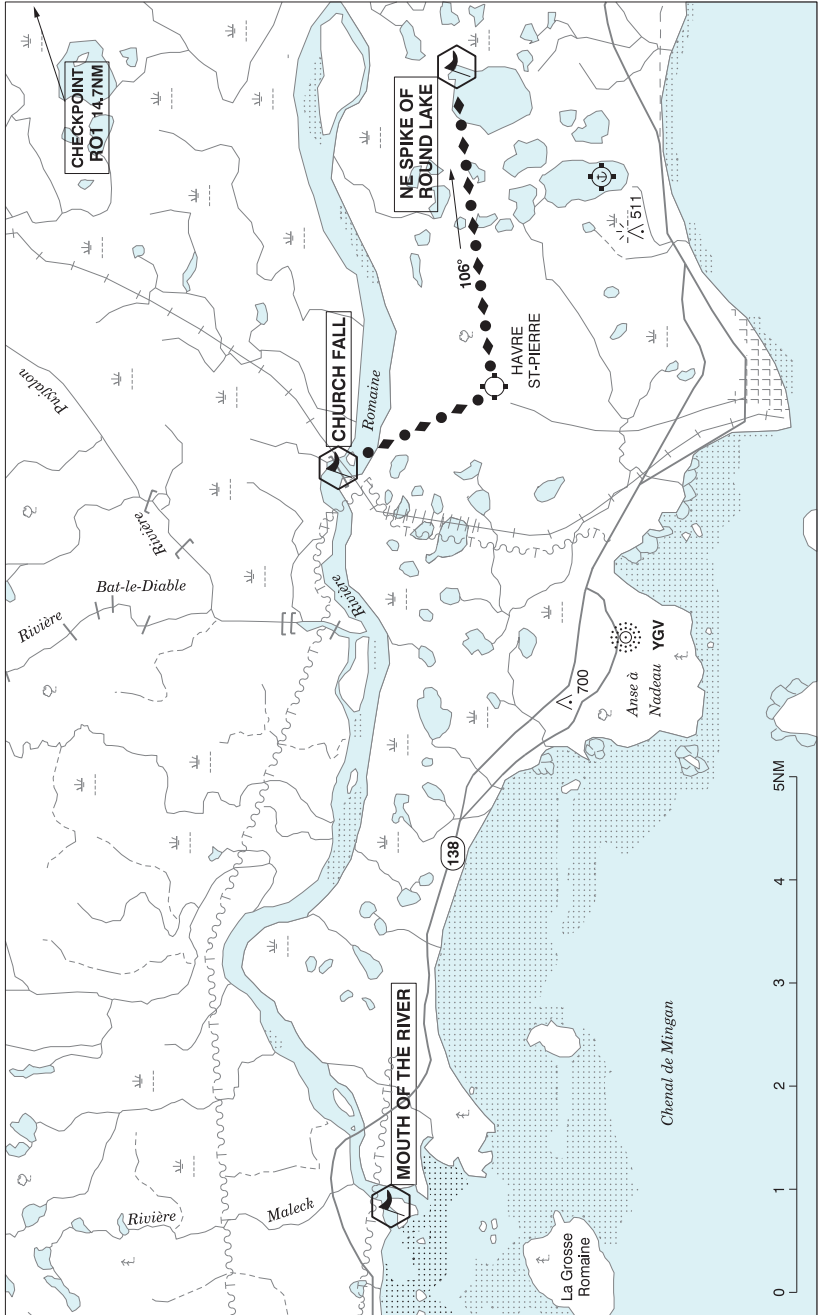 CHECKPOINT
RO1 14.7NM
NE SPIKE OF
ROUND LAKE
106°
511
HAVRE
ST-PIERRE
CHURCH FALL
Romaine
Puyjalon
Rivière
Bat-le-Diable
Rivière
Rivière
YGV
Anse à
Nadeau
700
138
MOUTH OF THE RIVER
Rivière
Maleck
Chenal de Mingan
La Grosse
Romaine
0
1
2
3
4
5NM